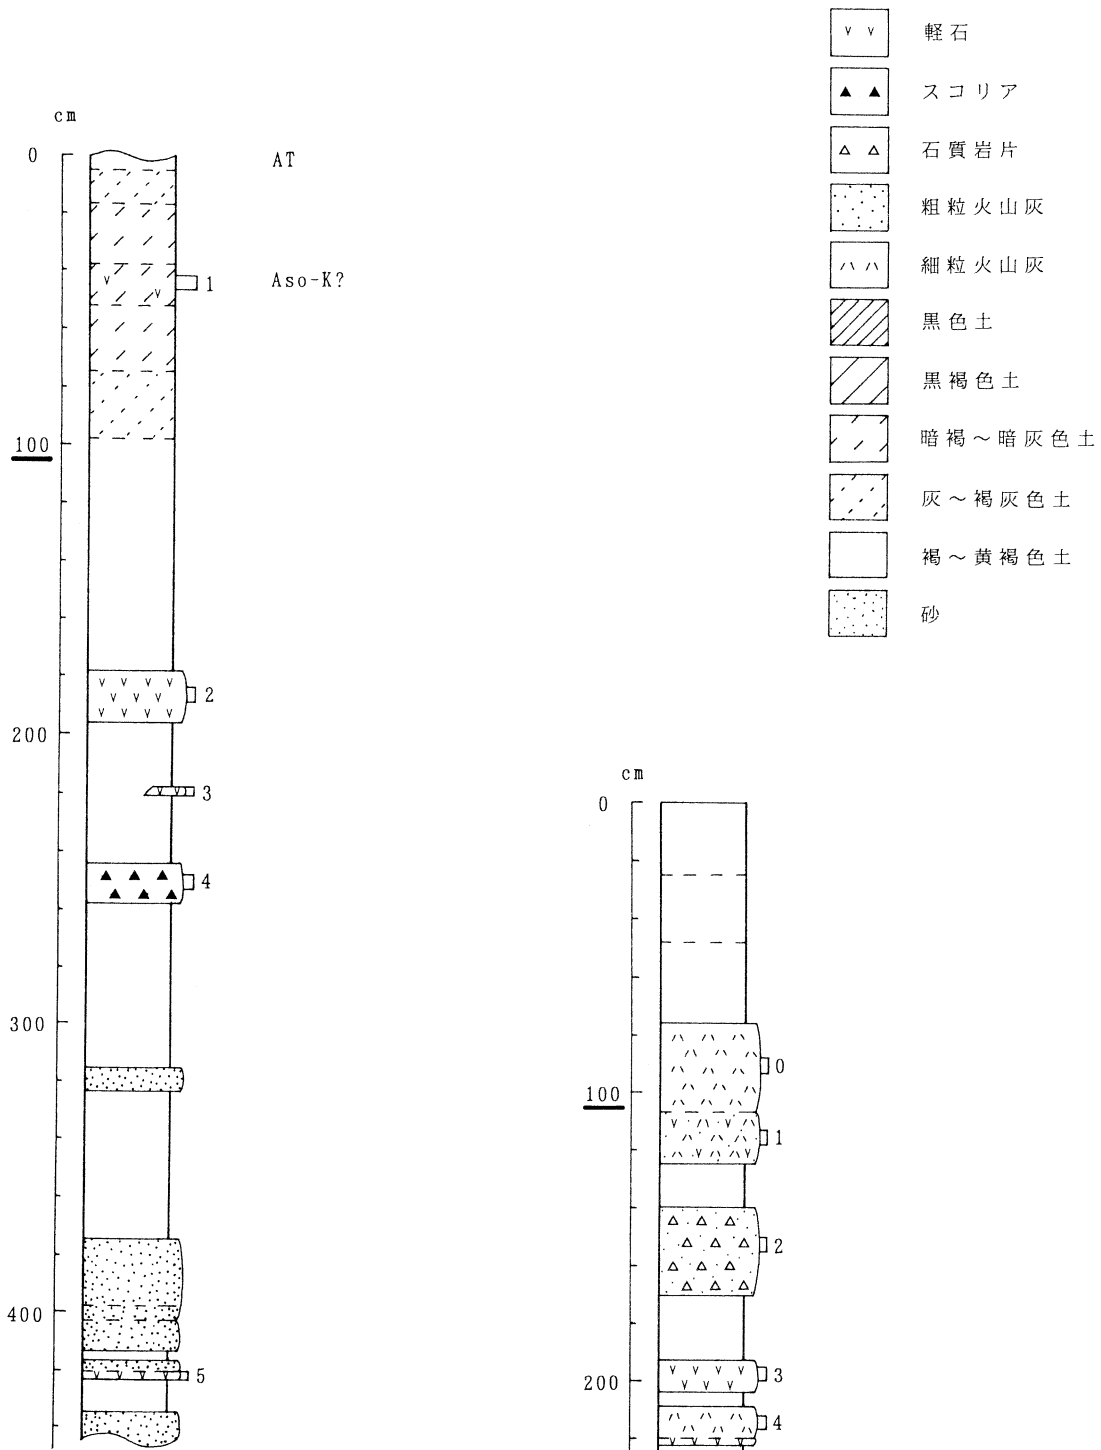 軽石
スコリア
石質岩片
粗粒火山灰
細粒火山灰
黒色土
黒褐色土
暗褐～暗灰色土
灰～褐灰色土
褐～黄褐色土
砂
cm
0
AT
1
Aso-K?
100
2
200
3
4
300
400
5
cm
0
0
100
1
2
3
200
4